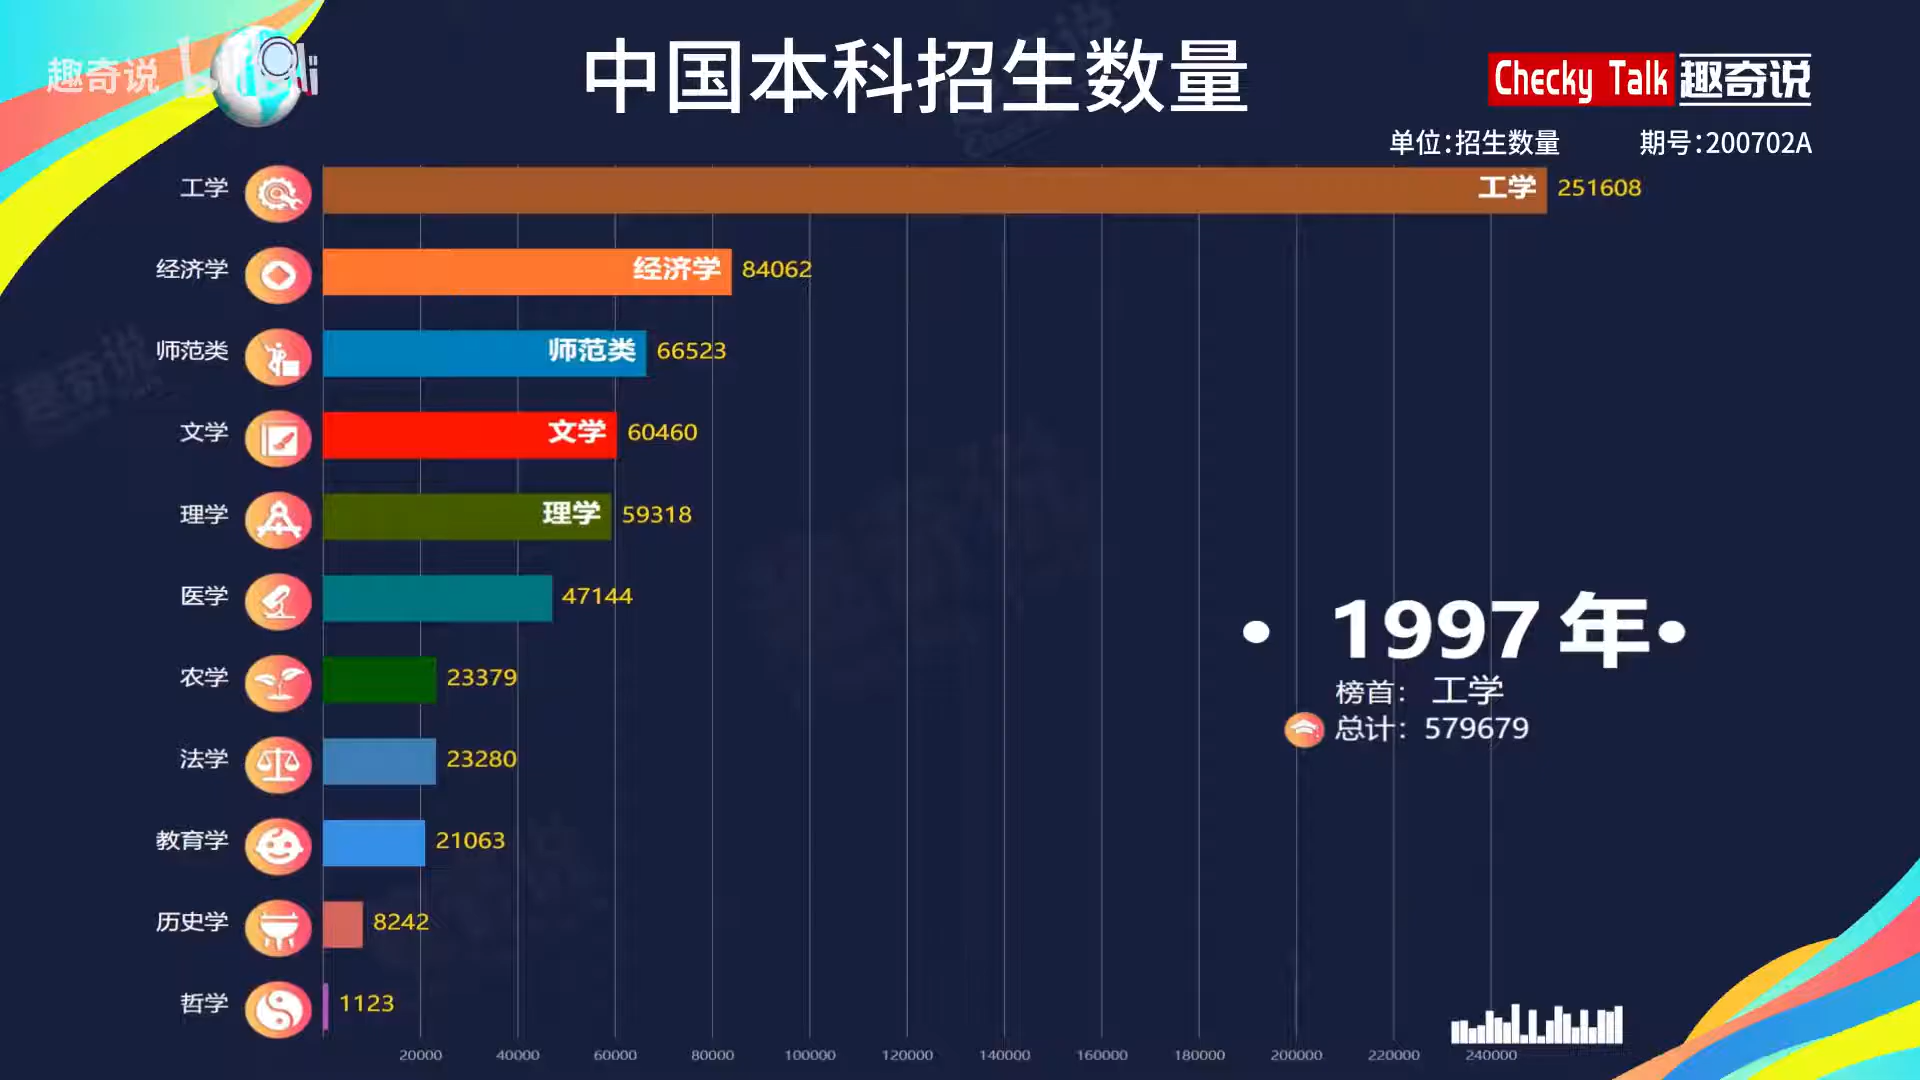 趣奇说 bilibili
中国本科招生数量
Checky Talk 趣奇说
单位:招生数量 期号:200702A
工学 工学 251608
经济学 经济学 84062
师范类 师范类 66523
文学 文学 60460
理学 理学 59318
医学 47144
农学 23379
法学 23280
教育学 21063
历史学 8242
哲学 1123
• 1997 年•
榜首: 工学
总计: 579679
20000 40000 60000 80000 100000 120000 140000 160000 180000 200000 220000 240000